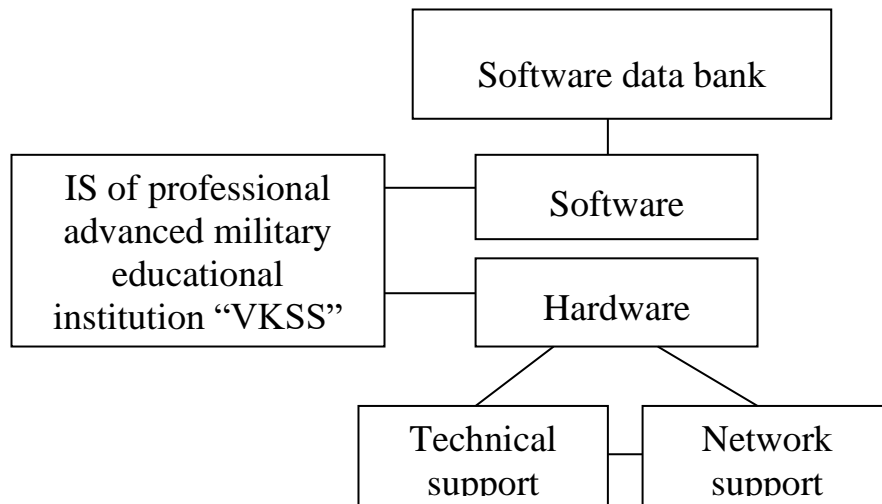 Software data bank
IS of professional
advanced military
educational
institution “VKSS”
Software
Hardware
Technical
support
Network
support